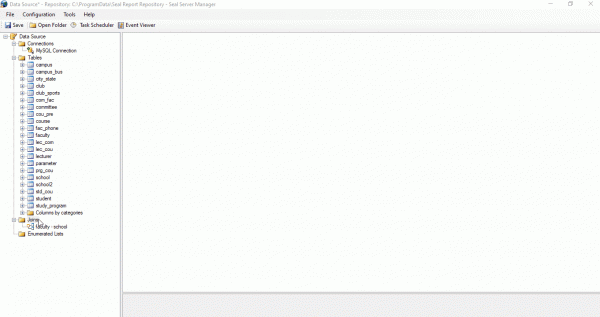 Data Source* - Repository: C:\ProgramData\Seal Report Repository - Seal Server Manager
File Configuration Tools Help
Save Open Folder Task Scheduler Event Viewer
Data Source
Connections
MySQL Connection
Tables
campus
campus_bus
city_state
club
club_sports
com_fac
committee
cou_pre
course
fac_phone
faculty
lec_com
lec_cou
lecturer
parameter
prg_cou
school
school2
std_cou
student
study_program
Columns by categories
Joins
faculty - school
Enumerated Lists